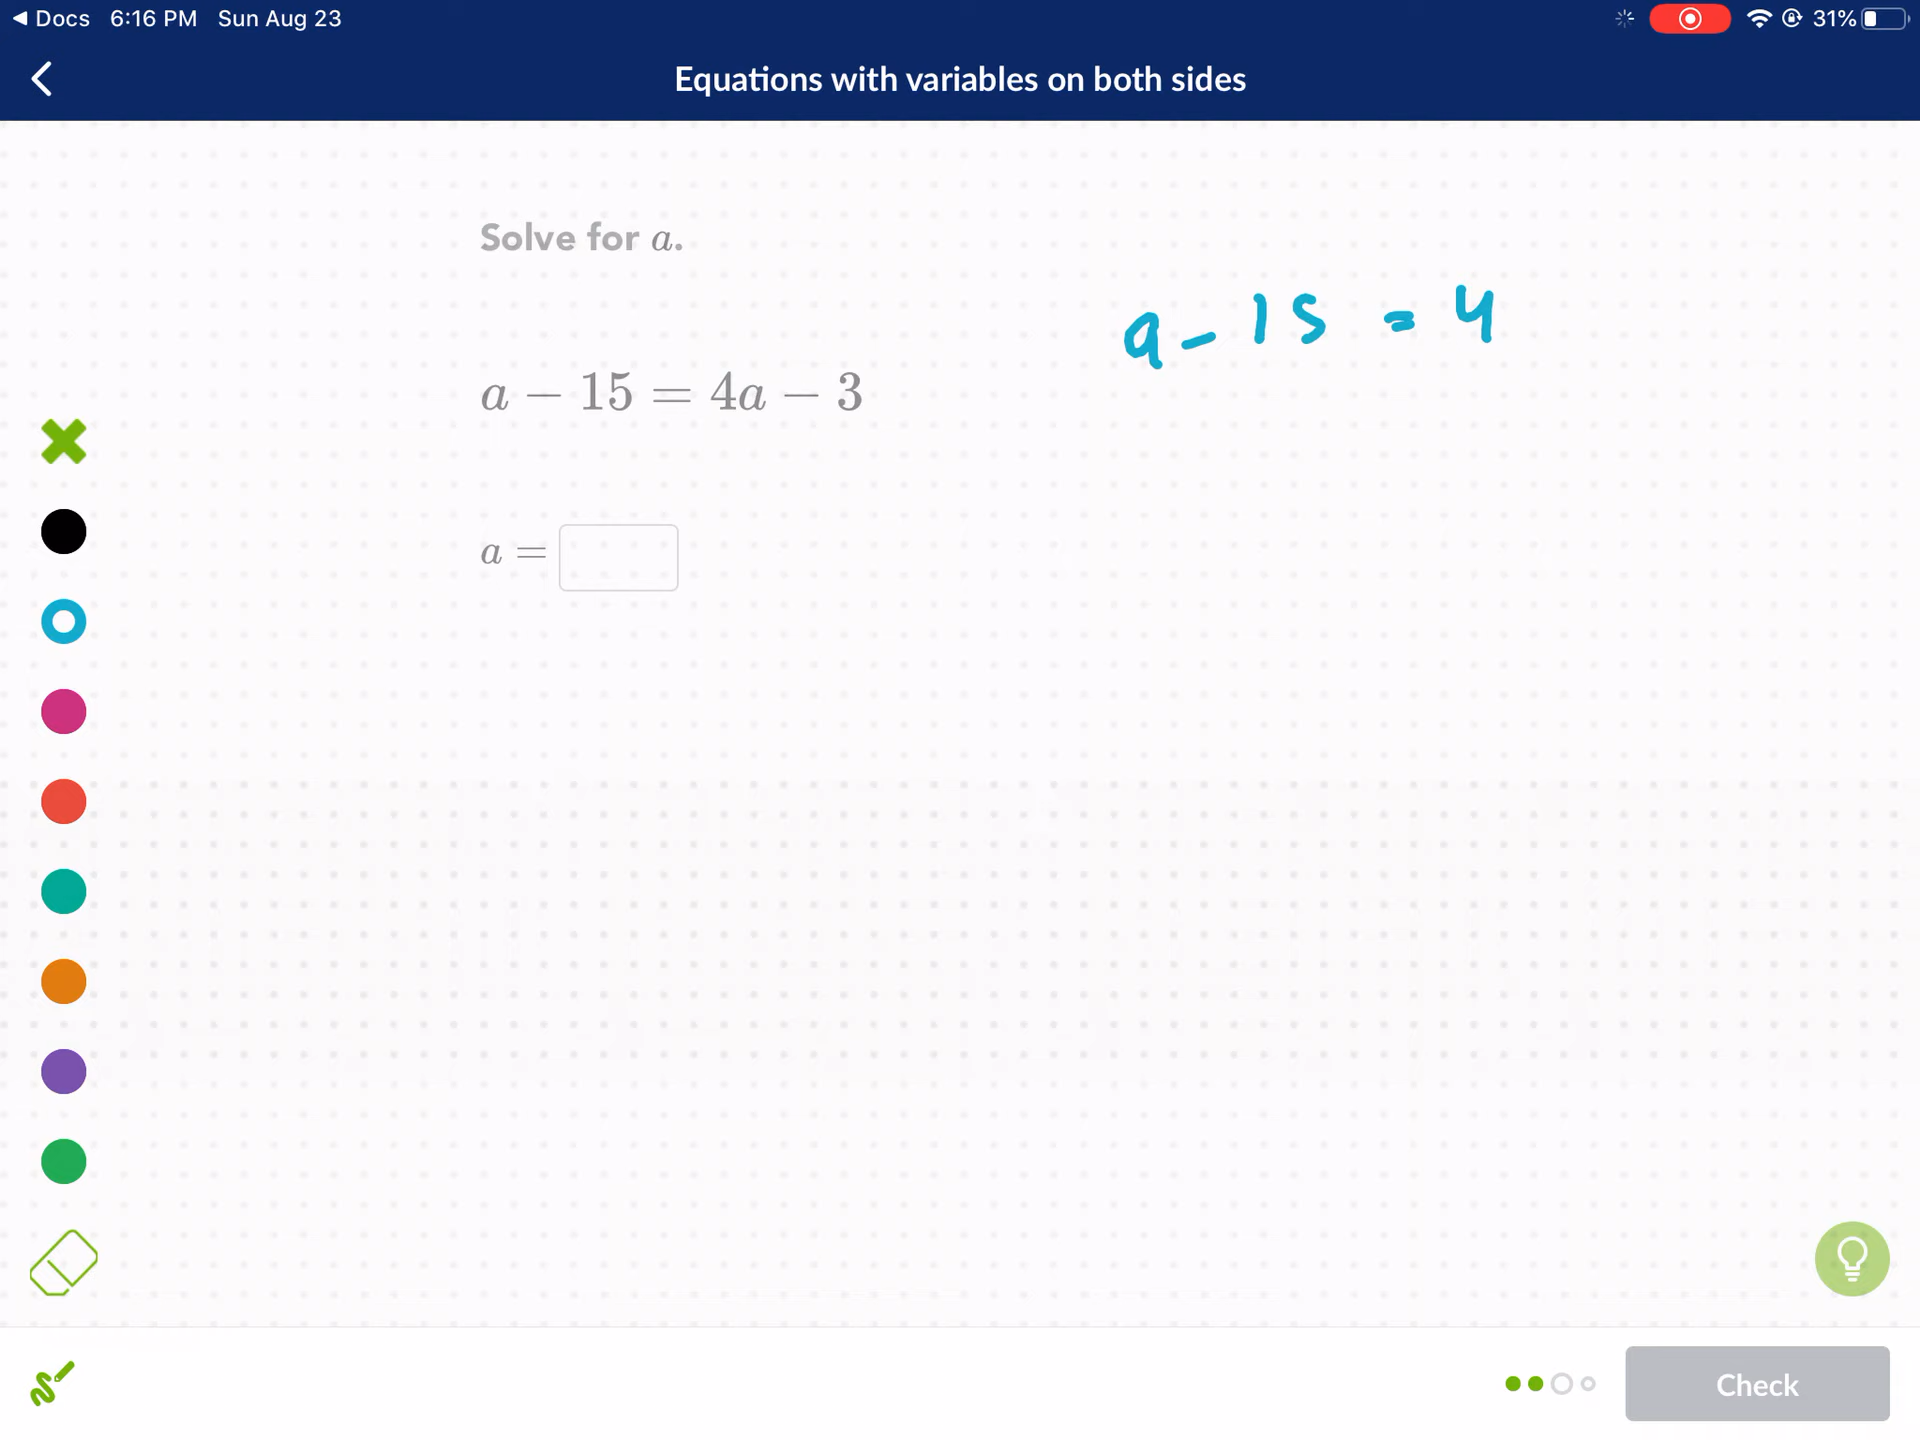 ◀ Docs 6:16 PM Sun Aug 23 31%
Equations with variables on both sides
Solve for a.
a - 15 = 4
a − 15 = 4a − 3
a =
Check